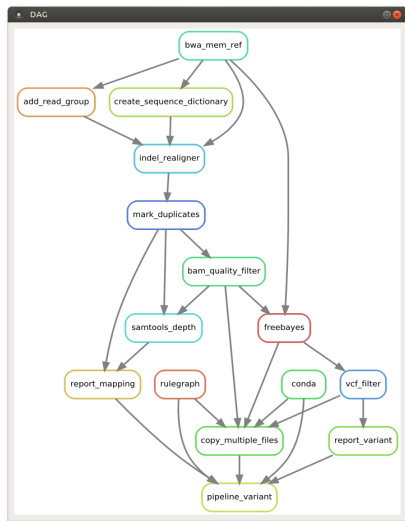 DAG
bwa_mem_ref
add_read_group
create_sequence_dictionary
indel_realigner
mark_duplicates
bam_quality_filter
samtools_depth
freebayes
report_mapping
rulegraph
conda
vcf_filter
copy_multiple_files
report_variant
pipeline_variant